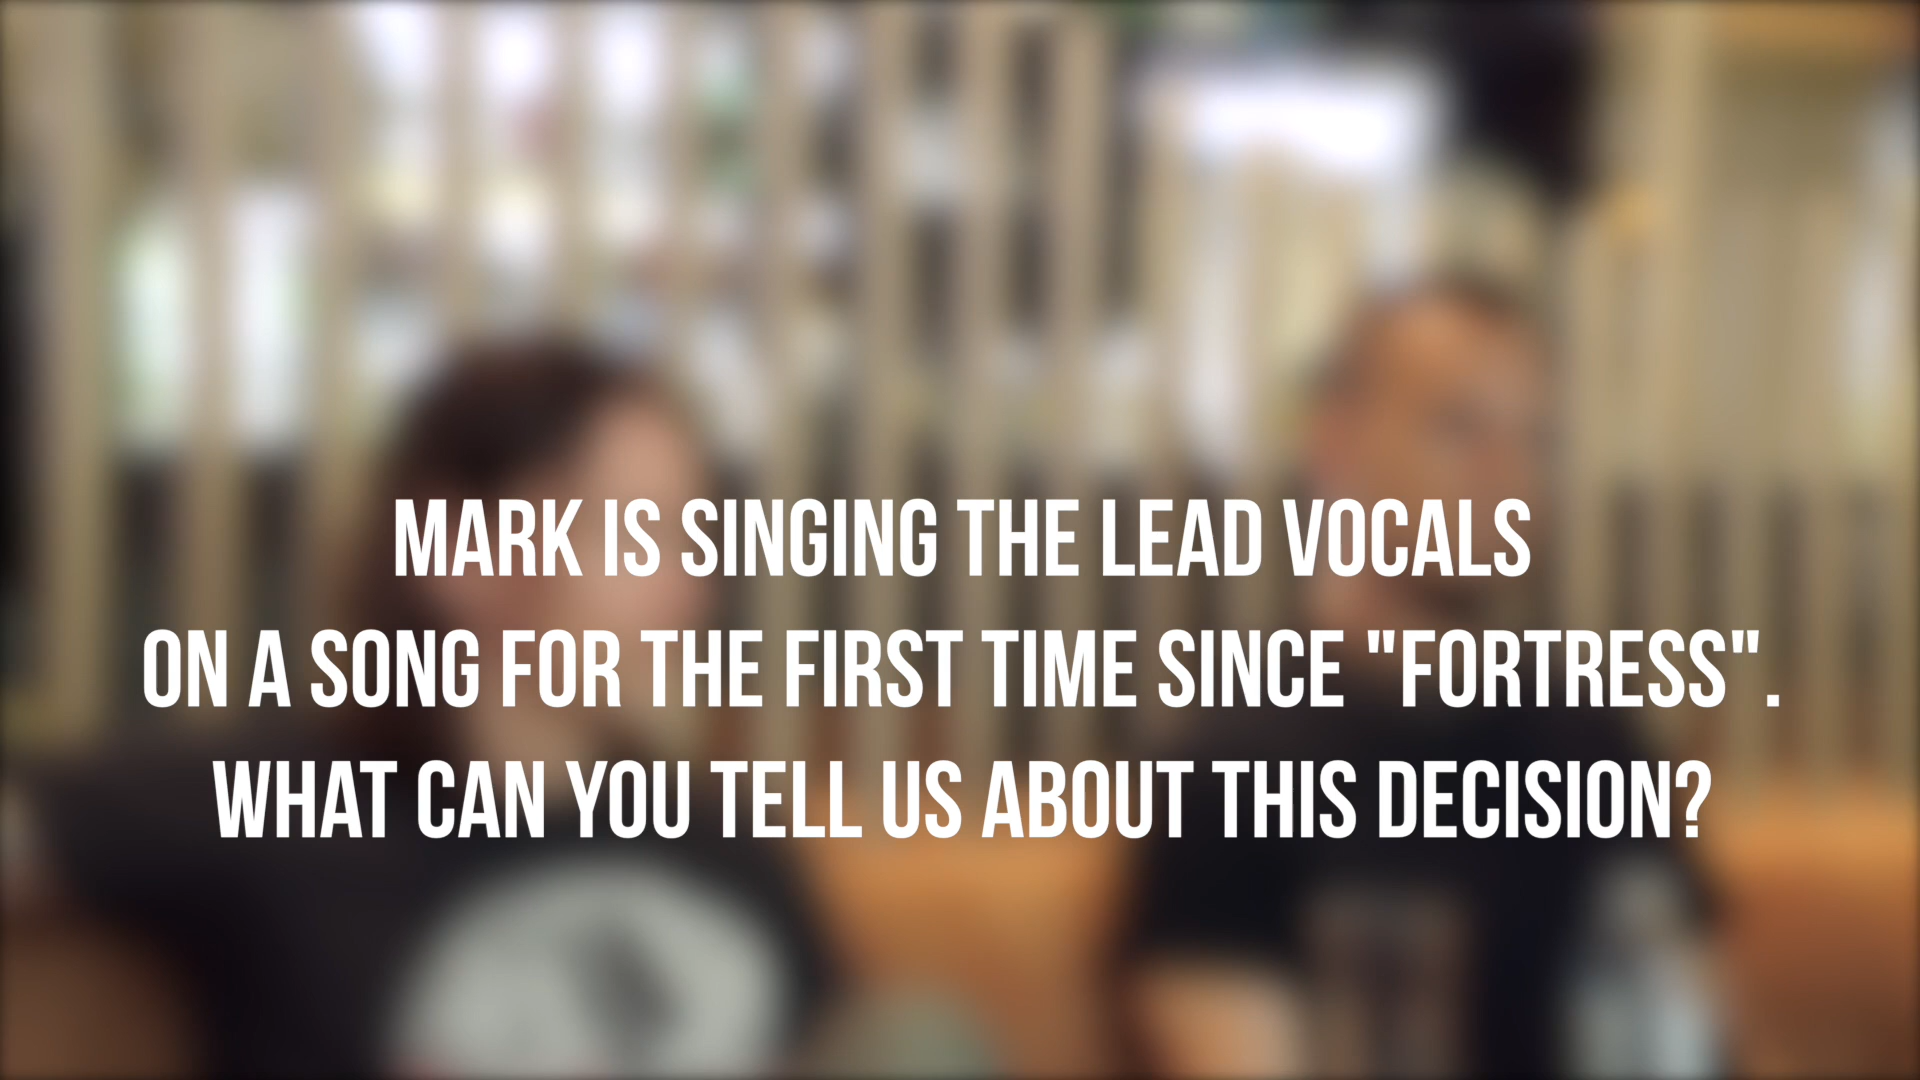 MARK IS SINGING THE LEAD VOCALS
ON A SONG FOR THE FIRST TIME SINCE "FORTRESS".
WHAT CAN YOU TELL US ABOUT THIS DECISION?